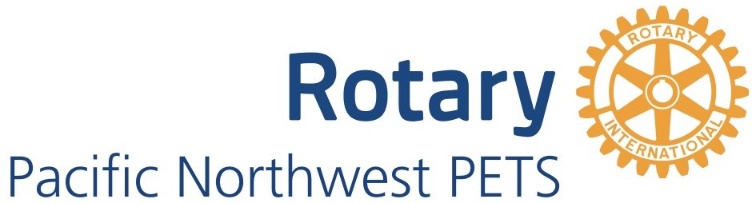 Rotary
Pacific Northwest PETS
ROTARY
INTERNATIONAL